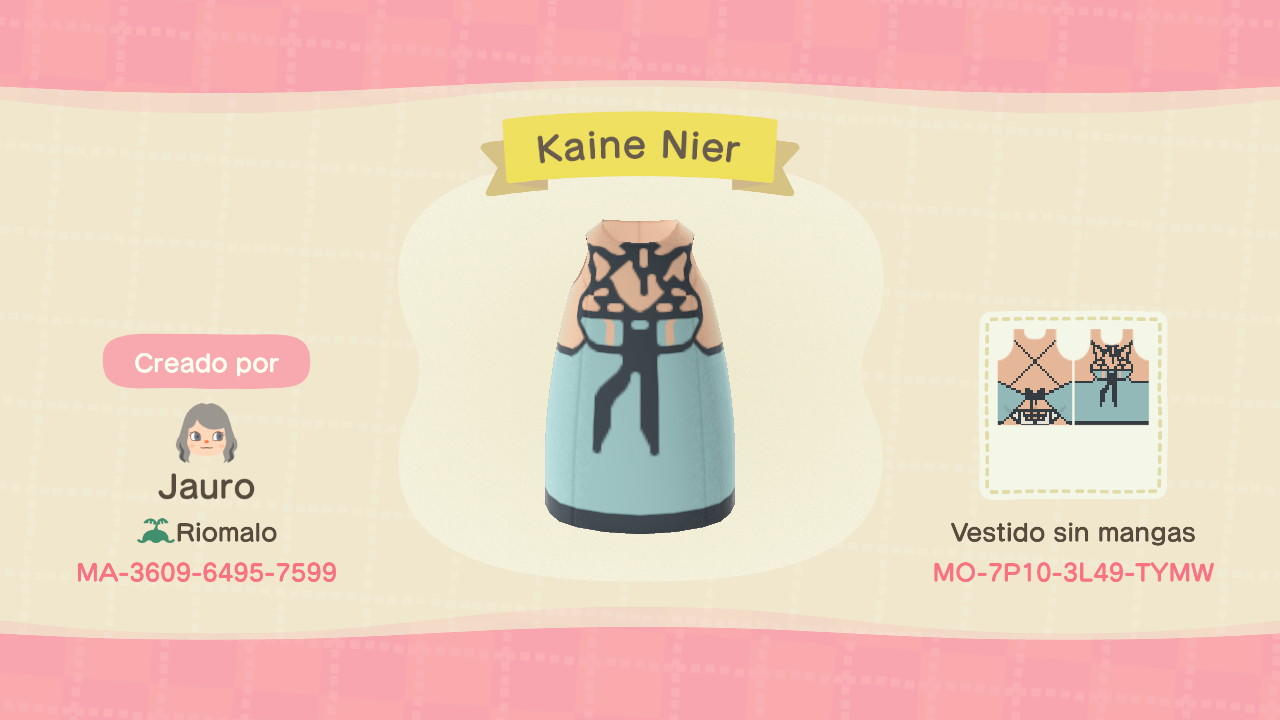 Kaine Nier
Creado por
Jauro
Riomalo
MA-3609-6495-7599
Vestido sin mangas
MO-7P10-3L49-TYMW